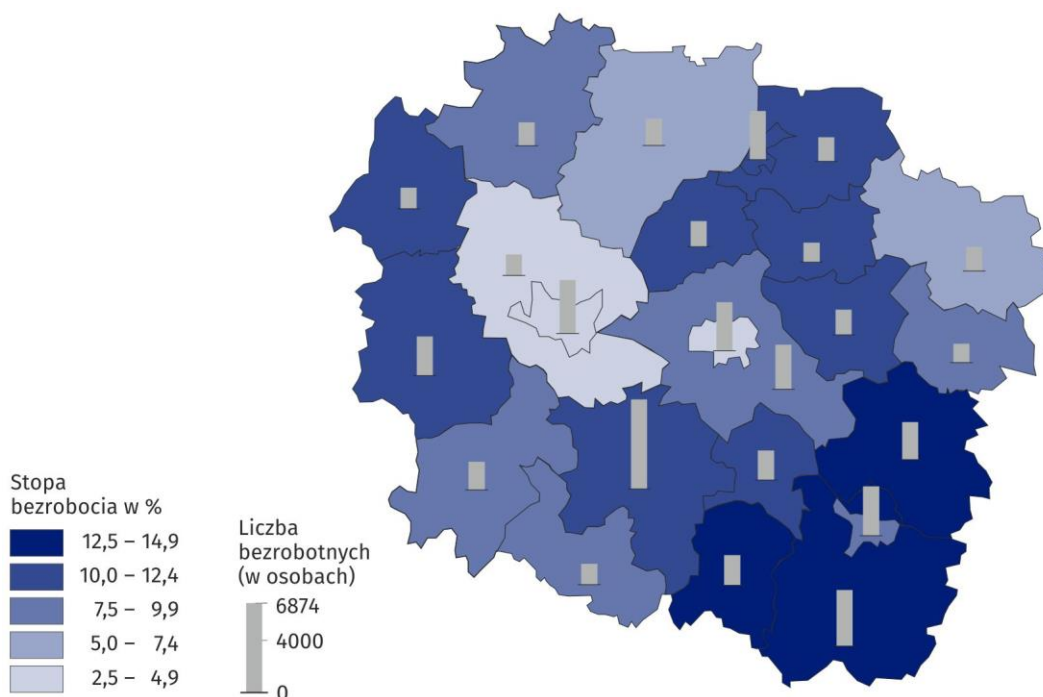 Stopa
bezrobocia w %
12,5 – 14,9
10,0 – 12,4
7,5 – 9,9
5,0 – 7,4
2,5 – 4,9
Liczba
bezrobotnych
(w osobach)
6874
4000
0